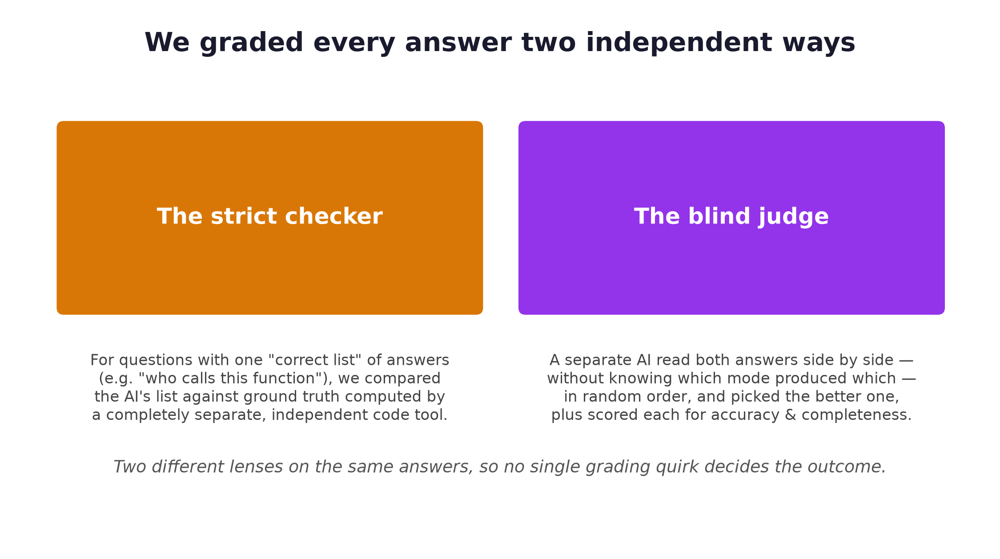 We graded every answer two independent ways
The strict checker
For questions with one "correct list" of answers
(e.g. "who calls this function"), we compared
the AI's list against ground truth computed by
a completely separate, independent code tool.
The blind judge
A separate AI read both answers side by side —
without knowing which mode produced which —
in random order, and picked the better one,
plus scored each for accuracy & completeness.
Two different lenses on the same answers, so no single grading quirk decides the outcome.